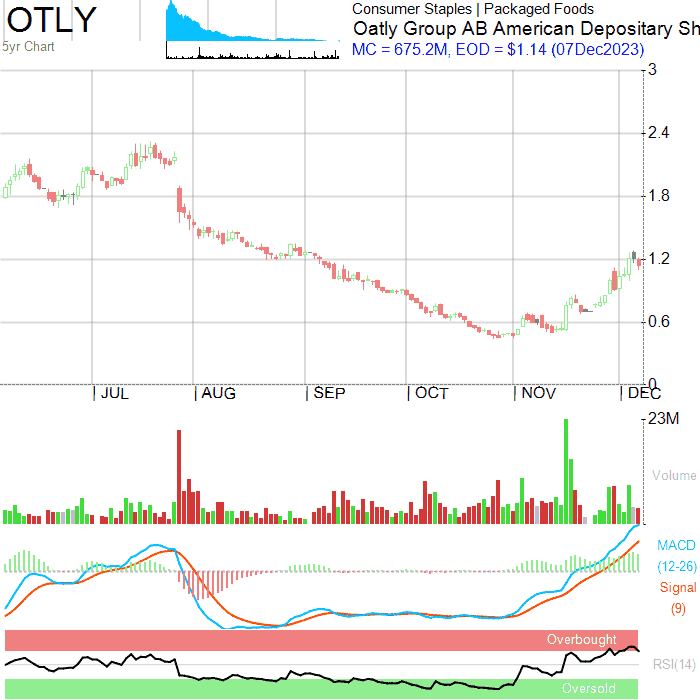 OTLY
5yr Chart
Consumer Staples | Packaged Foods
Oatly Group AB American Depositary Sh
MC = 675.2M, EOD = $1.14 (07Dec2023)
3
2.4
1.8
1.2
0.6
0
JUL AUG SEP OCT NOV DEC
23M
Volume
MACD
(12-26)
Signal
(9)
Overbought
RSI(14)
Oversold